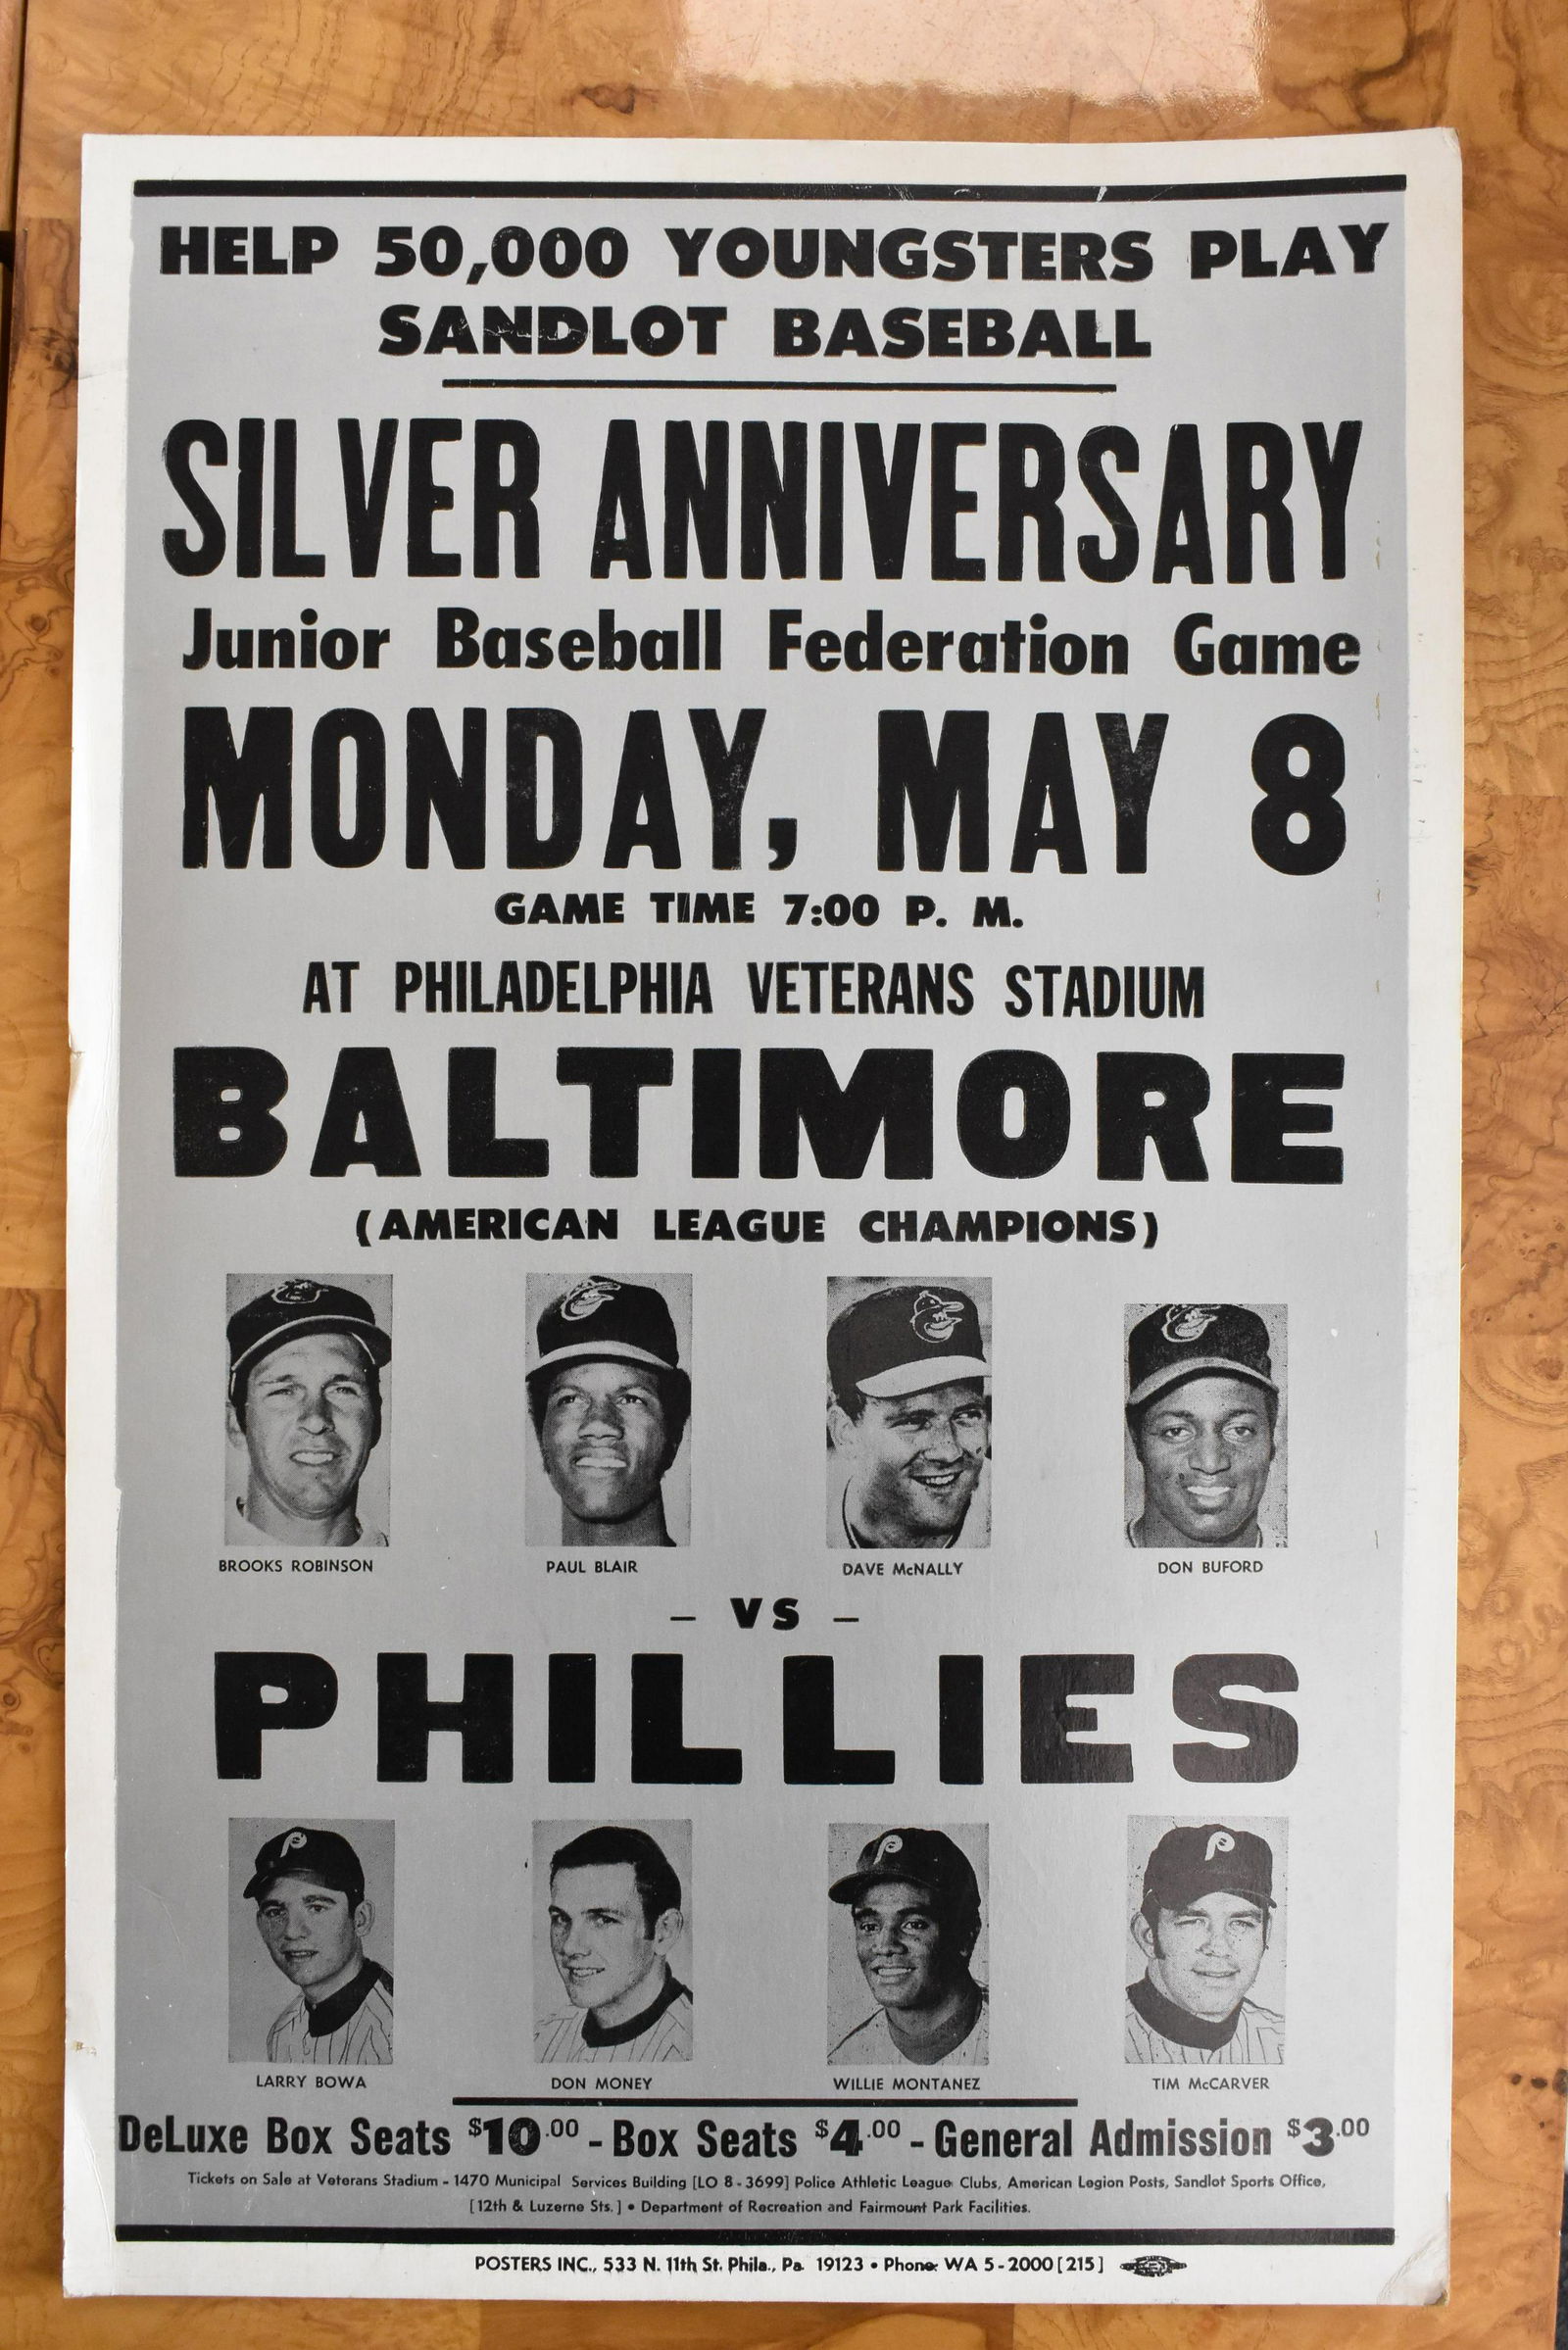 HELP 50,000 YOUNGSTERS PLAY
SANDLOT BASEBALL
SILVER ANNIVERSARY
Junior Baseball Federation Game
MONDAY, MAY 8
GAME TIME 7:00 P. M.
AT PHILADELPHIA VETERANS STADIUM
BALTIMORE
(AMERICAN LEAGUE CHAMPIONS)
BROOKS ROBINSON PAUL BLAIR DAVE McNALLY DON BUFORD
- VS -
PHILLIES
LARRY BOWA DON MONEY WILLIE MONTANEZ TIM McCARVER
DeLuxe Box Seats $10.00 - Box Seats $4.00 - General Admission $3.00
Tickets on Sale at Veterans Stadium - 1470 Municipal Services Building [LO 8-3699] Police Athletic League Clubs, American Legion Posts, Sandlot Sports Office,
[12th & Luzerne Sts.] • Department of Recreation and Fairmount Park Facilities.
POSTERS INC., 533 N. 11th St. Phila., Pa. 19123 • Phone: WA 5-2000 [215]